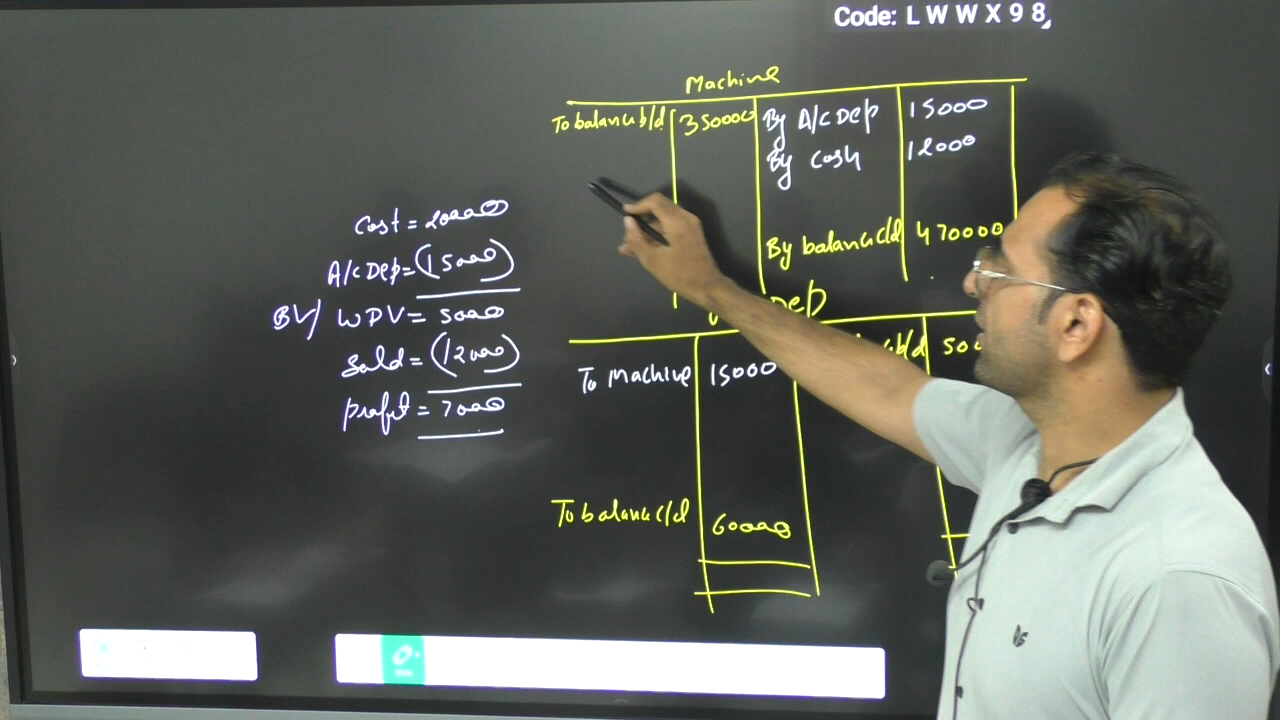 Code: L W W X 9 8
Machine
To balance b/d 350000 By A/c Dep 15000
By Cash 12000
By balance c/d 470000
Cost = 20000
A/c Dep = (15000)
BV/ WDV = 5000
Sold = (12000)
Profit = 7000
Dep
b/d 50
To Machine 15000
To balance c/d 60000